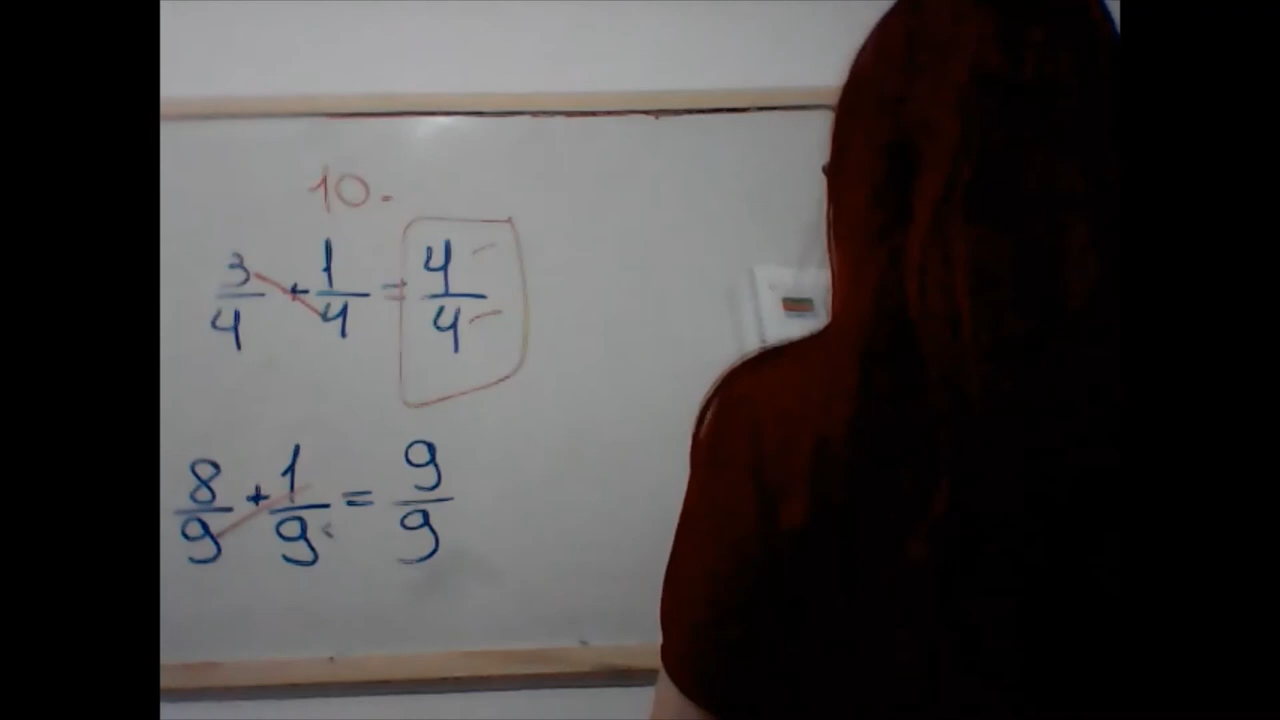 10.
3/4 + 1/4 = 4/4
8/9 + 1/9 = 9/9